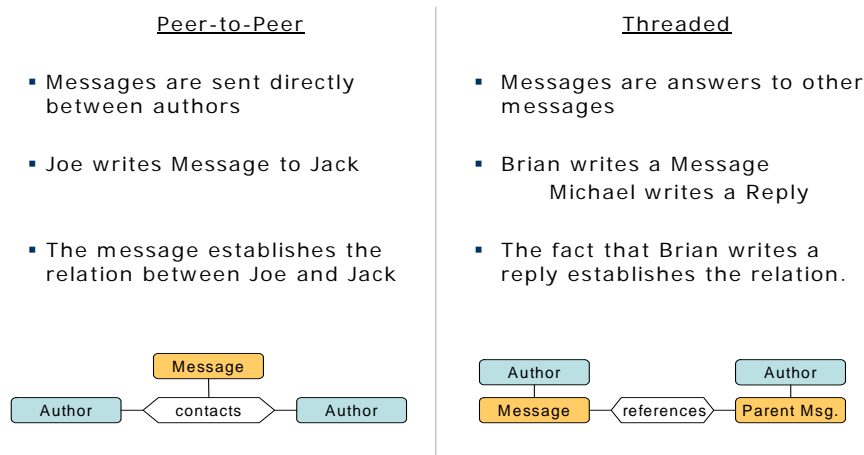 Peer-to-Peer
Messages are sent directly
between authors
Joe writes Message to Jack
The message establishes the
relation between Joe and Jack
Message
Author
contacts
Author
Threaded
Messages are answers to other
messages
Brian writes a Message
Michael writes a Reply
The fact that Brian writes a
reply establishes the relation.
Author
Author
Message
references
Parent Msg.